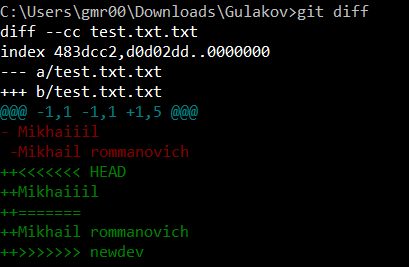 C:\Users\gmr00\Downloads\Gulakov>git diff
diff --cc test.txt.txt
index 483dcc2,d0d02dd..0000000
--- a/test.txt.txt
+++ b/test.txt.txt
@@@ -1,1 -1,1 +1,5 @@@
- Mikhaiiil
 -Mikhail rommanovich
++<<<<<<< HEAD
++Mikhaiiil
++=======
++Mikhail rommanovich
++>>>>>>> newdev